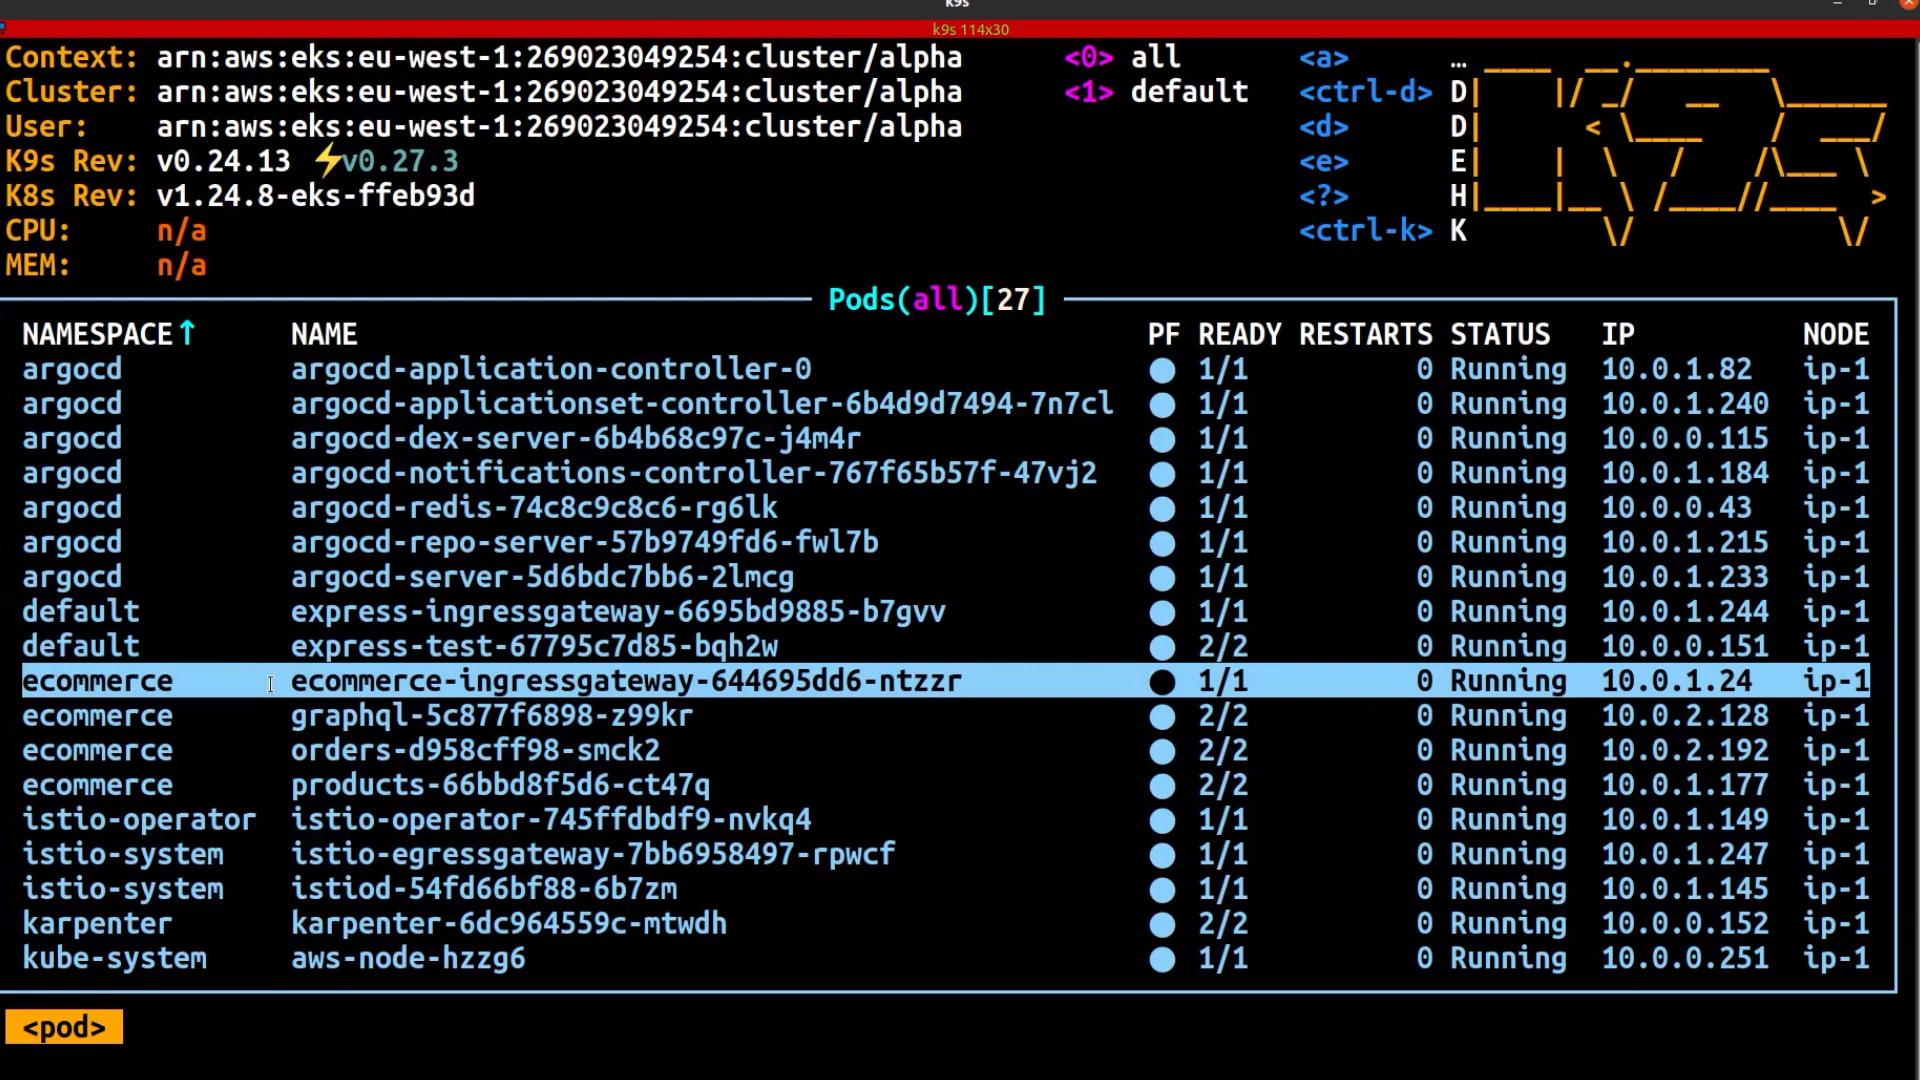 k9s
k9s 114x30
Context: arn:aws:eks:eu-west-1:269023049254:cluster/alpha <0> all <a> …
Cluster: arn:aws:eks:eu-west-1:269023049254:cluster/alpha <1> default <ctrl-d> D
User: arn:aws:eks:eu-west-1:269023049254:cluster/alpha <d> D
K9s Rev: v0.24.13 ⚡v0.27.3 <e> E
K8s Rev: v1.24.8-eks-ffeb93d <?> H
CPU: n/a <ctrl-k> K
MEM: n/a
Pods(all)[27]
NAMESPACE↑ NAME PF READY RESTARTS STATUS IP NODE
argocd argocd-application-controller-0 ● 1/1 0 Running 10.0.1.82 ip-1
argocd argocd-applicationset-controller-6b4d9d7494-7n7cl ● 1/1 0 Running 10.0.1.240 ip-1
argocd argocd-dex-server-6b4b68c97c-j4m4r ● 1/1 0 Running 10.0.0.115 ip-1
argocd argocd-notifications-controller-767f65b57f-47vj2 ● 1/1 0 Running 10.0.1.184 ip-1
argocd argocd-redis-74c8c9c8c6-rg6lk ● 1/1 0 Running 10.0.0.43 ip-1
argocd argocd-repo-server-57b9749fd6-fwl7b ● 1/1 0 Running 10.0.1.215 ip-1
argocd argocd-server-5d6bdc7bb6-2lmcg ● 1/1 0 Running 10.0.1.233 ip-1
default express-ingressgateway-6695bd9885-b7gvv ● 1/1 0 Running 10.0.1.244 ip-1
default express-test-67795c7d85-bqh2w ● 2/2 0 Running 10.0.0.151 ip-1
ecommerce ecommerce-ingressgateway-644695dd6-ntzzr ● 1/1 0 Running 10.0.1.24 ip-1
ecommerce graphql-5c877f6898-z99kr ● 2/2 0 Running 10.0.2.128 ip-1
ecommerce orders-d958cff98-smck2 ● 2/2 0 Running 10.0.2.192 ip-1
ecommerce products-66bbd8f5d6-ct47q ● 2/2 0 Running 10.0.1.177 ip-1
istio-operator istio-operator-745ffdbdf9-nvkq4 ● 1/1 0 Running 10.0.1.149 ip-1
istio-system istio-egressgateway-7bb6958497-rpwcf ● 1/1 0 Running 10.0.1.247 ip-1
istio-system istiod-54fd66bf88-6b7zm ● 1/1 0 Running 10.0.1.145 ip-1
karpenter karpenter-6dc964559c-mtwdh ● 2/2 0 Running 10.0.0.152 ip-1
kube-system aws-node-hzzg6 ● 1/1 0 Running 10.0.0.251 ip-1
<pod>